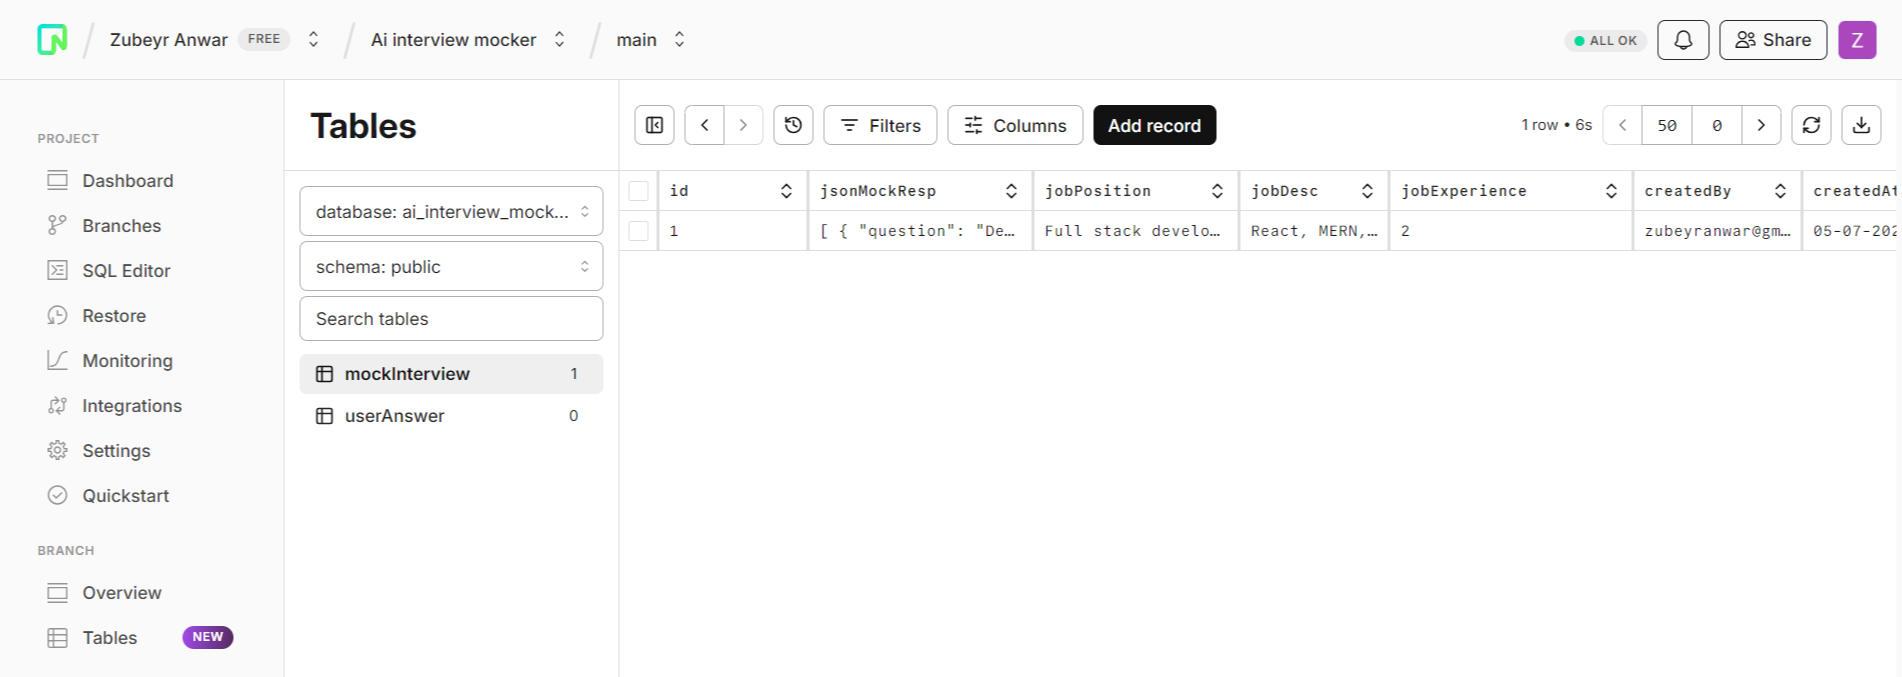 Zubeyr Anwar FREE / Ai interview mocker / main
ALL OK
Share
Z
PROJECT
Dashboard
Branches
SQL Editor
Restore
Monitoring
Integrations
Settings
Quickstart
BRANCH
Overview
Tables NEW
Tables
database: ai_interview_mock...
schema: public
Search tables
mockInterview 1
userAnswer 0
Filters Columns Add record 1 row • 6s 50 0
id jsonMockResp jobPosition jobDesc jobExperience createdBy createdAt
1 [ { "question": "De… Full stack develo… React, MERN,… 2 zubeyranwar@gm… 05-07-202